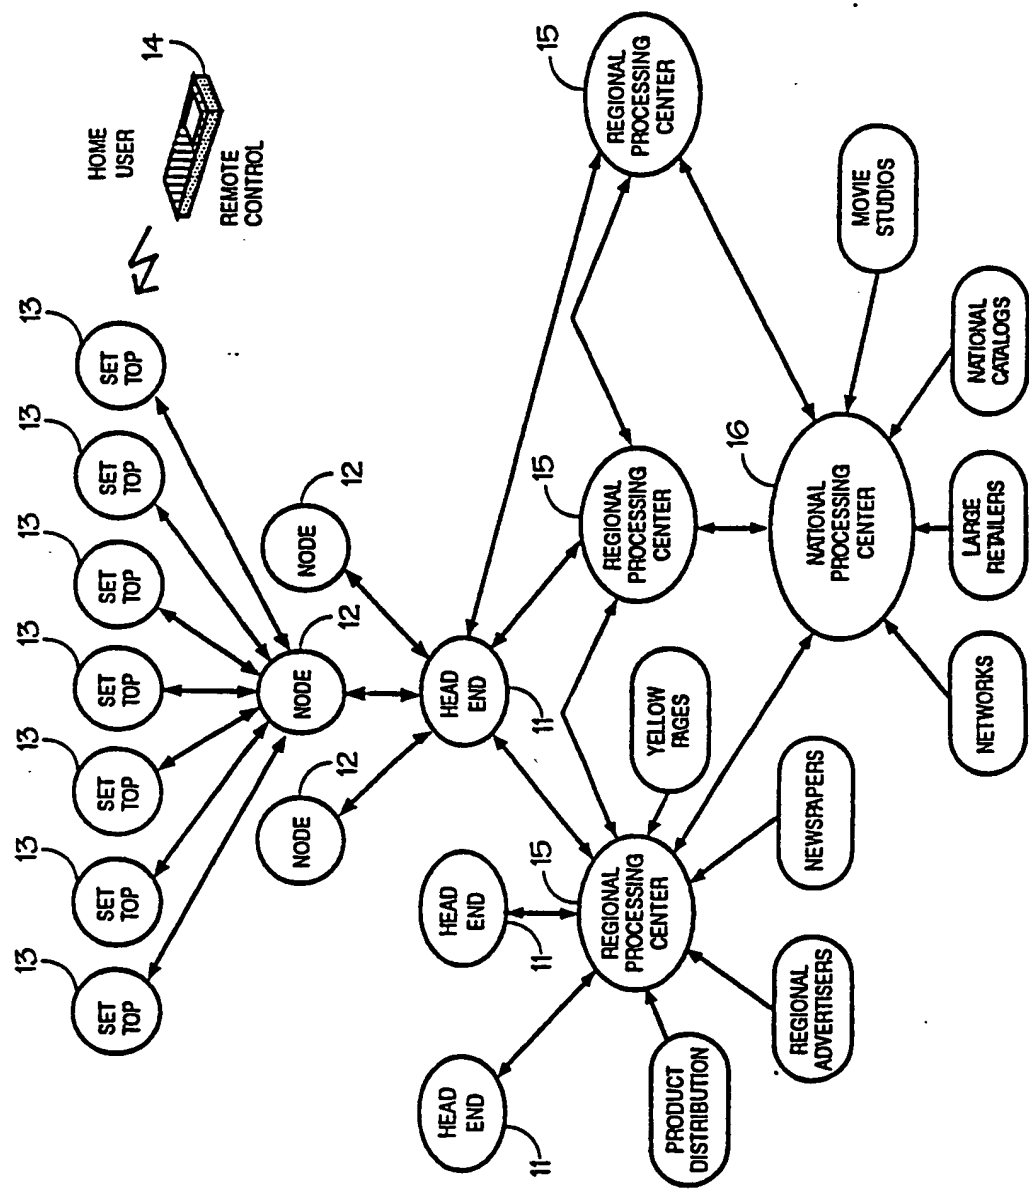 13
13
13
13
13
13
13
SET
TOP
SET
TOP
SET
TOP
SET
TOP
SET
TOP
SET
TOP
SET
TOP
HOME
USER
14
REMOTE
CONTROL
NODE
12
NODE
12
NODE
12
HEAD
END
11
HEAD
END
11
HEAD
END
11
15
REGIONAL
PROCESSING
CENTER
15
REGIONAL
PROCESSING
CENTER
15
REGIONAL
PROCESSING
CENTER
YELLOW
PAGES
PRODUCT
DISTRIBUTION
REGIONAL
ADVERTISERS
NEWSPAPERS
16
NATIONAL
PROCESSING
CENTER
MOVIE
STUDIOS
NETWORKS
LARGE
RETAILERS
NATIONAL
CATALOGS